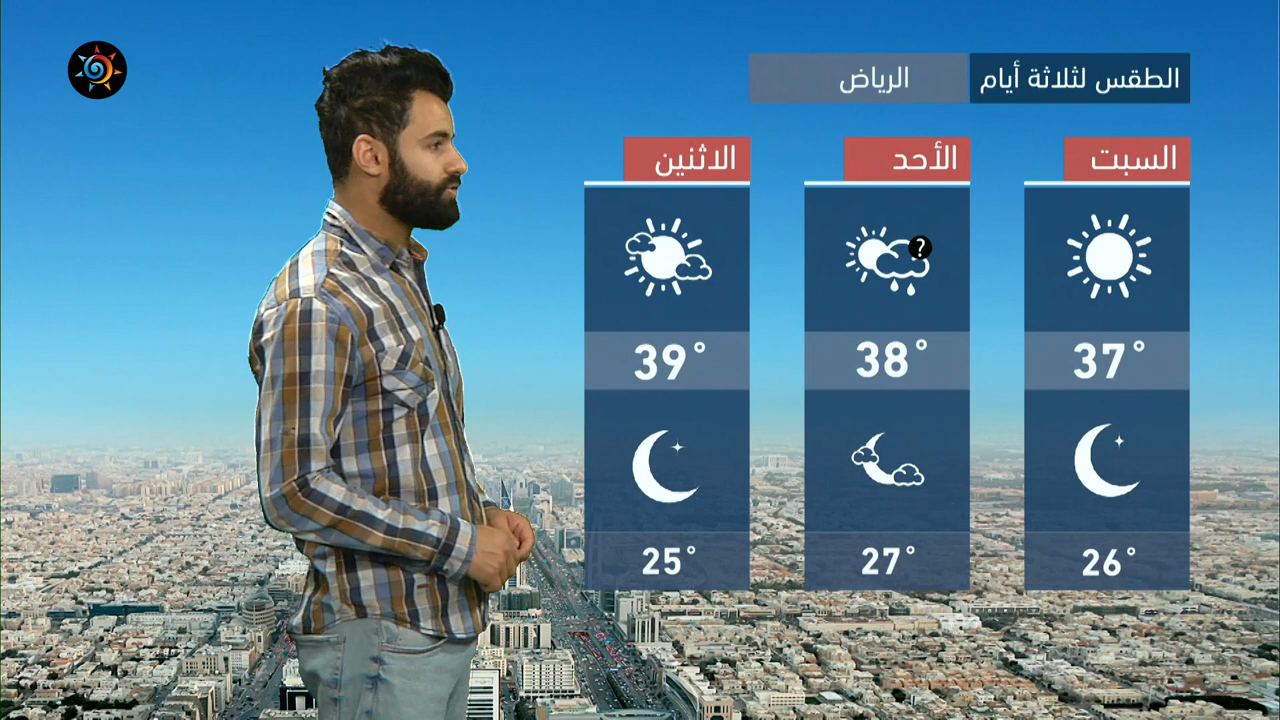 الطقس لثلاثة أيام
الرياض
السبت
الأحد
الاثنين
?
37°
38°
39°
26°
27°
25°